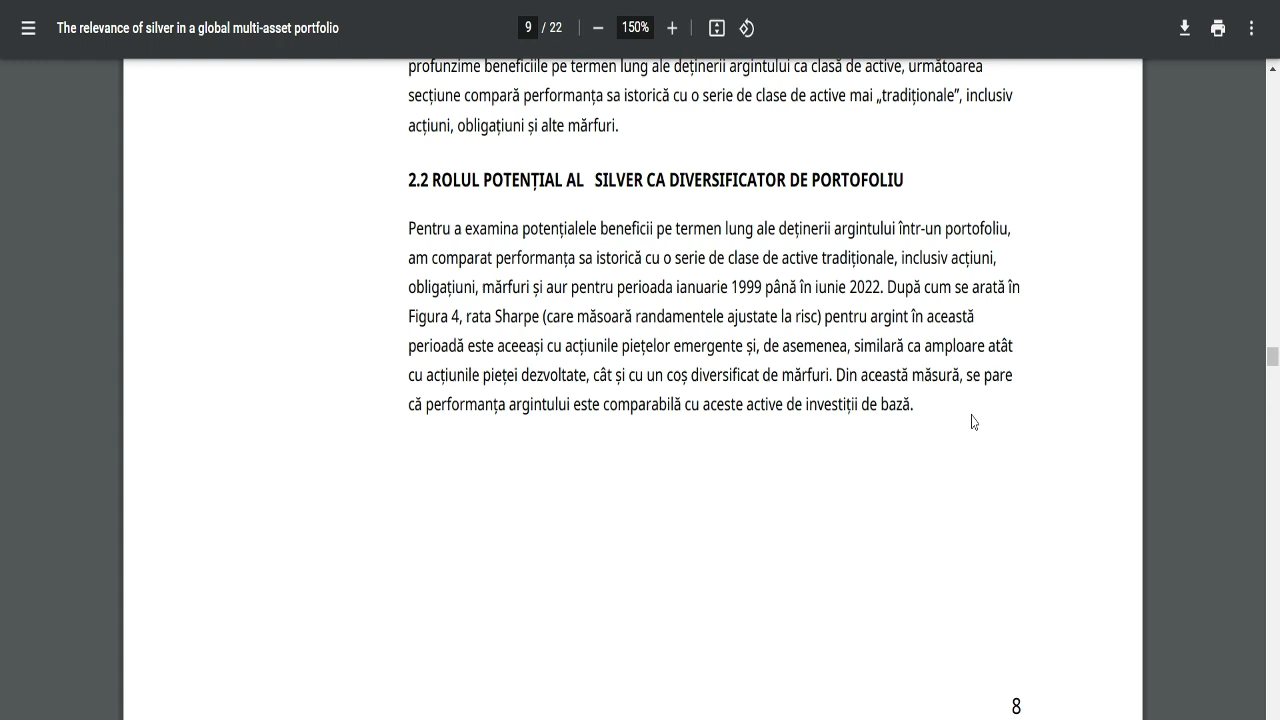 The relevance of silver in a global multi-asset portfolio
9 / 22
150%
profunzime beneficiile pe termen lung ale deținerii argintului ca clasă de active, următoarea
secțiune compară performanța sa istorică cu o serie de clase de active mai „tradiționale”, inclusiv
acțiuni, obligațiuni și alte mărfuri.
2.2 ROLUL POTENȚIAL AL SILVER CA DIVERSIFICATOR DE PORTOFOLIU
Pentru a examina potențialele beneficii pe termen lung ale deținerii argintului într-un portofoliu,
am comparat performanța sa istorică cu o serie de clase de active tradiționale, inclusiv acțiuni,
obligațiuni, mărfuri și aur pentru perioada ianuarie 1999 până în iunie 2022. După cum se arată în
Figura 4, rata Sharpe (care măsoară randamentele ajustate la risc) pentru argint în această
perioadă este aceeași cu acțiunile piețelor emergente și, de asemenea, similară ca amploare atât
cu acțiunile pieței dezvoltate, cât și cu un coș diversificat de mărfuri. Din această măsură, se pare
că performanța argintului este comparabilă cu aceste active de investiții de bază.
8